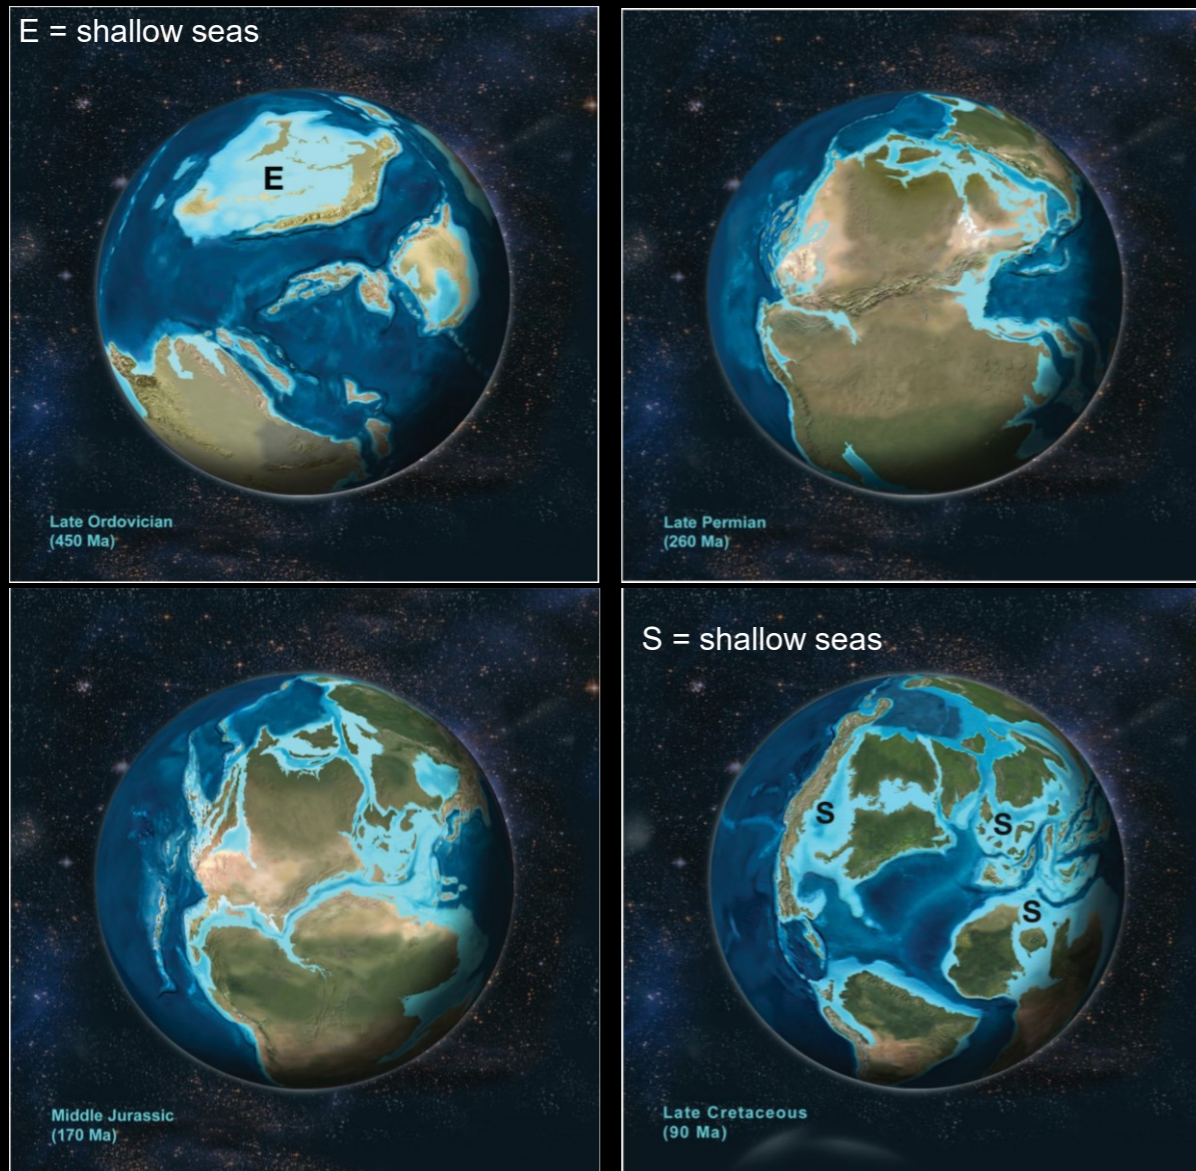 E = shallow seas
E
Late Ordovician
(450 Ma)
Late Permian
(260 Ma)
Middle Jurassic
(170 Ma)
S = shallow seas
S
S
S
Late Cretaceous
(90 Ma)